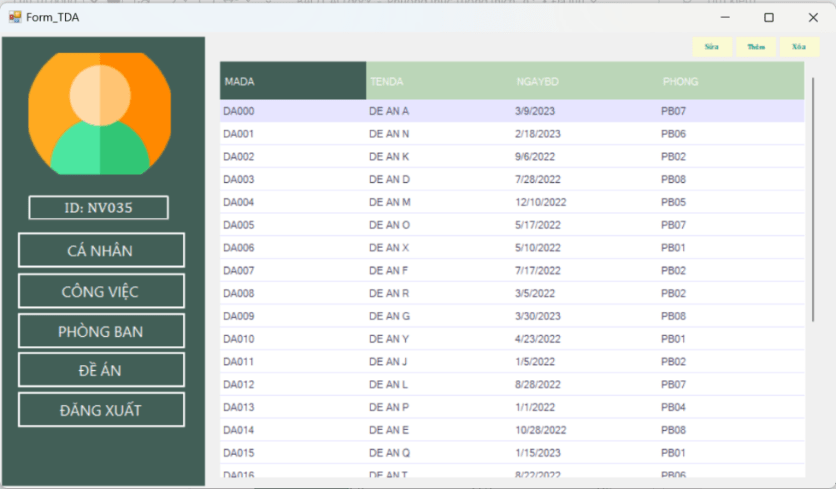 Form_TDA
Sửa Thêm Xóa
ID: NV035
CÁ NHÂN
CÔNG VIỆC
PHÒNG BAN
ĐỀ ÁN
ĐĂNG XUẤT
MADA TENDA NGAYBD PHONG
DA000 DE AN A 3/9/2023 PB07
DA001 DE AN N 2/18/2023 PB06
DA002 DE AN K 9/6/2022 PB02
DA003 DE AN D 7/28/2022 PB08
DA004 DE AN M 12/10/2022 PB05
DA005 DE AN O 5/17/2022 PB07
DA006 DE AN X 5/10/2022 PB01
DA007 DE AN F 7/17/2022 PB02
DA008 DE AN R 3/5/2022 PB02
DA009 DE AN G 3/30/2023 PB08
DA010 DE AN Y 4/23/2022 PB01
DA011 DE AN J 1/5/2022 PB02
DA012 DE AN L 8/28/2022 PB07
DA013 DE AN P 1/1/2022 PB04
DA014 DE AN E 10/28/2022 PB08
DA015 DE AN Q 1/15/2023 PB01
DA016 DE AN T 8/22/2022 PB06